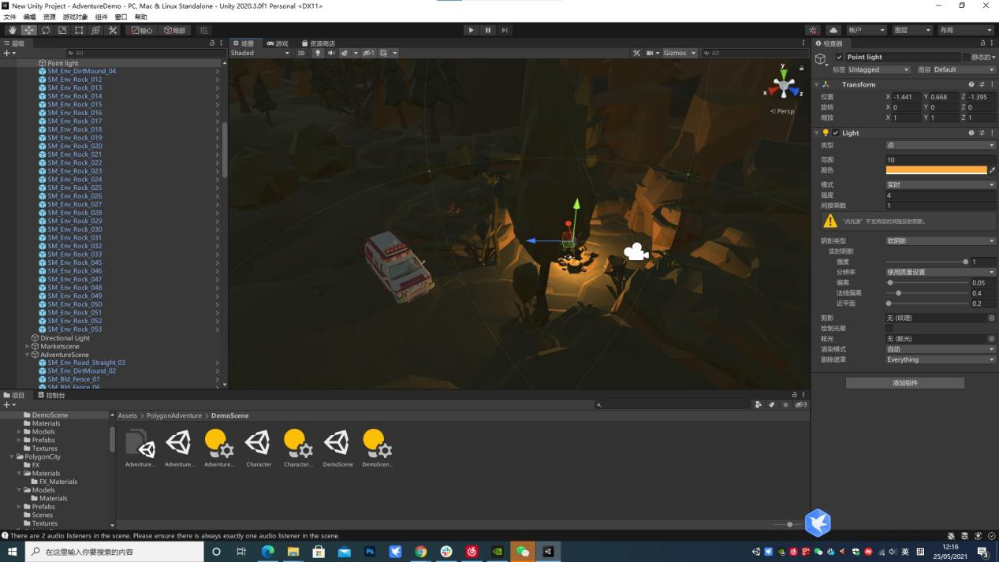 New Unity Project - AdventureDemo - PC, Mac & Linux Standalone - Unity 2020.3.0f1 Personal <DX11>
文件 编辑 资源 游戏对象 组件 窗口 帮助
轴心 局部 帐户 图层 布局
层级 场景 游戏 资源商店 检查器
All Shaded 2D 1 Gizmos All
Point light
SM_Env_DirtMound_04
SM_Env_Rock_012
SM_Env_Rock_013
SM_Env_Rock_014
SM_Env_Rock_015
SM_Env_Rock_016
SM_Env_Rock_017
SM_Env_Rock_018
SM_Env_Rock_019
SM_Env_Rock_020
SM_Env_Rock_021
SM_Env_Rock_022
SM_Env_Rock_023
SM_Env_Rock_024
SM_Env_Rock_025
SM_Env_Rock_026
SM_Env_Rock_027
SM_Env_Rock_028
SM_Env_Rock_029
SM_Env_Rock_030
SM_Env_Rock_031
SM_Env_Rock_032
SM_Env_Rock_033
SM_Env_Rock_045
SM_Env_Rock_046
SM_Env_Rock_047
SM_Env_Rock_048
SM_Env_Rock_049
SM_Env_Rock_050
SM_Env_Rock_051
SM_Env_Rock_052
SM_Env_Rock_053
Directional Light
Marketscene
AdventureScene
SM_Env_Road_Straight_03
SM_Env_DirtMound_02
SM_Bld_Fence_07
SM_Bld_Fence_06
y
x z
Persp
Point light 静态的
标签 Untagged 图层 Default
Transform
位置 X -1.441 Y 0.668 Z -1.395
旋转 X 0 Y 0 Z 0
缩放 X 1 Y 1 Z 1
Light
类型 点
范围 10
颜色
模式 实时
强度 4
间接乘数 1
“点光源”不支持实时间接反射阴影。
阴影类型 软阴影
实时阴影
强度 1
分辨率 使用质量设置
偏离 0.05
法线偏离 0.4
近平面 0.2
剪影 无 (纹理)
绘制光晕
眩光 无 (眩光)
渲染模式 自动
剔除遮罩 Everything
添加组件
项目 控制台
9
DemoScene
Materials
Models
Prefabs
Textures
PolygonCity
FX
Materials
FX_Materials
Models
Materials
Prefabs
Scenes
Textures
Assets > PolygonAdventure > DemoScene
Adventure... Adventure... Adventure... Character Character... DemoScene DemoScen...
There are 2 audio listeners in the scene. Please ensure there is always exactly one audio listener in the scene.
在这里输入你要搜索的内容
Ps
英 拼
12:16
25/05/2021
3